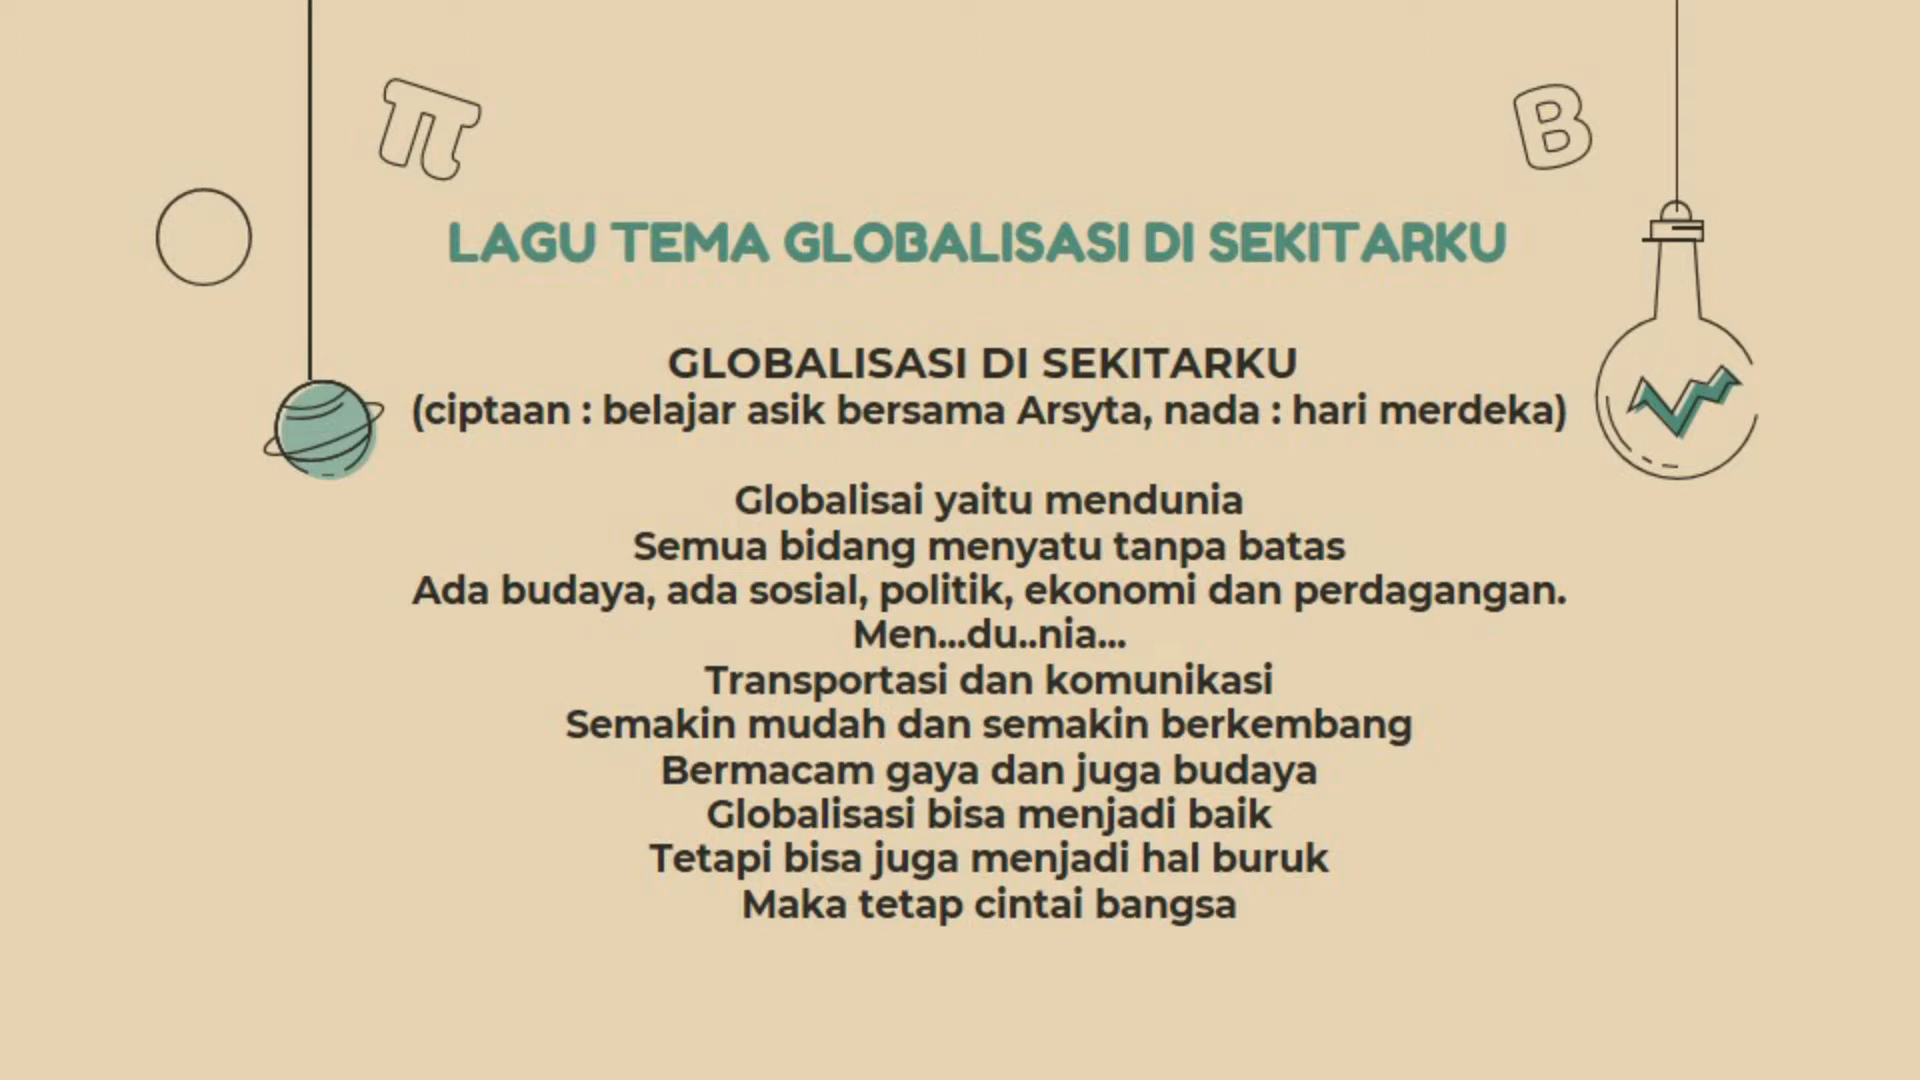 π
B
LAGU TEMA GLOBALISASI DI SEKITARKU
GLOBALISASI DI SEKITARKU
(ciptaan : belajar asik bersama Arsyta, nada : hari merdeka)
Globalisai yaitu mendunia
Semua bidang menyatu tanpa batas
Ada budaya, ada sosial, politik, ekonomi dan perdagangan.
Men...du..nia...
Transportasi dan komunikasi
Semakin mudah dan semakin berkembang
Bermacam gaya dan juga budaya
Globalisasi bisa menjadi baik
Tetapi bisa juga menjadi hal buruk
Maka tetap cintai bangsa